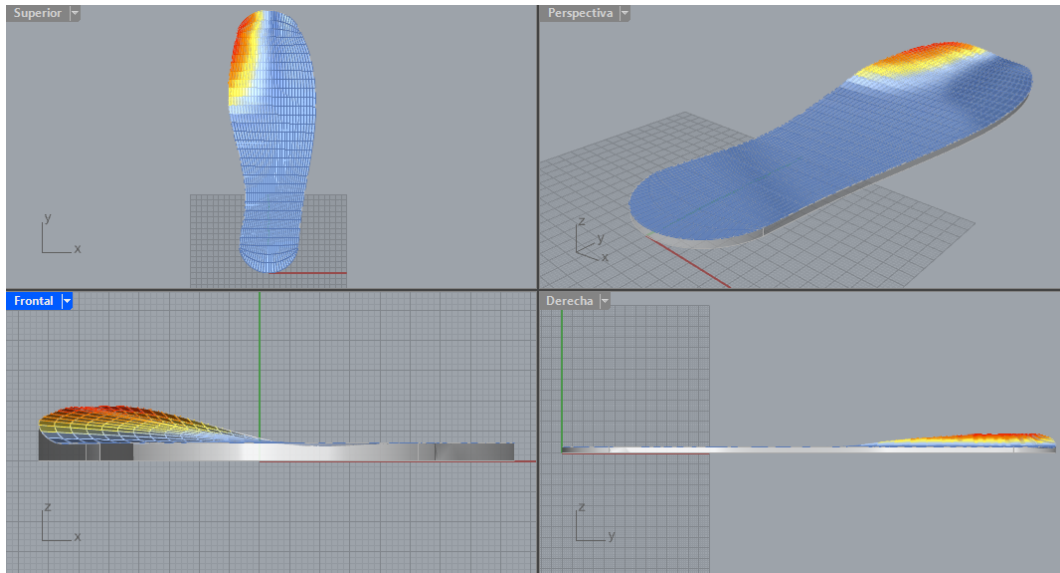 Superior
Perspectiva
y
x
z
y
x
Frontal
Derecha
z
x
z
y